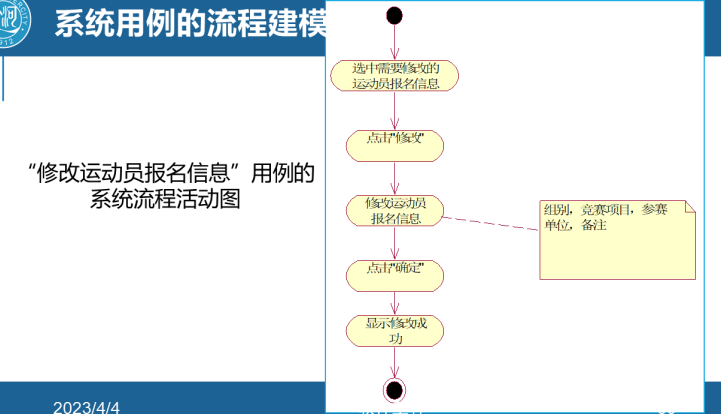 系统用例的流程建模
选中需要修改的
运动员报名信息
点击"修改"
“修改运动员报名信息”用例的
系统流程活动图
修改运动员
报名信息
组别，竞赛项目，参赛
单位，备注
点击"确定"
显示修改成
功
2023/4/4